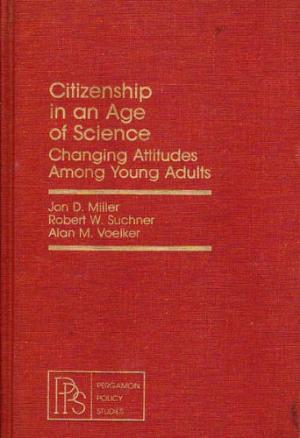 Citizenship
in an Age
of Science
Changing Attitudes
Among Young Adults
Jon D. Miller
Robert W. Suchner
Alan M. Voelker
PPS
PERGAMON
POLICY
STUDIES